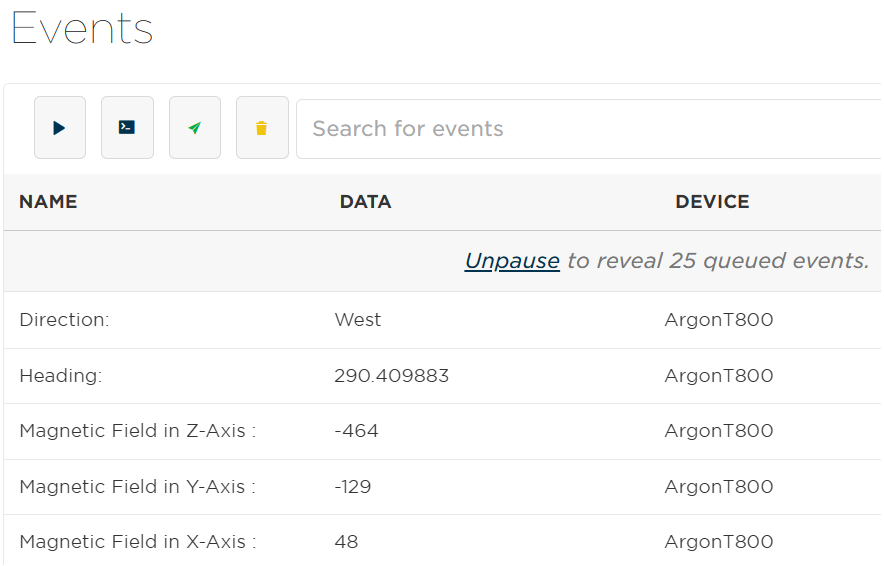 Events
Search for events
NAME DATA DEVICE
Unpause to reveal 25 queued events.
Direction: West ArgonT800
Heading: 290.409883 ArgonT800
Magnetic Field in Z-Axis : -464 ArgonT800
Magnetic Field in Y-Axis : -129 ArgonT800
Magnetic Field in X-Axis : 48 ArgonT800